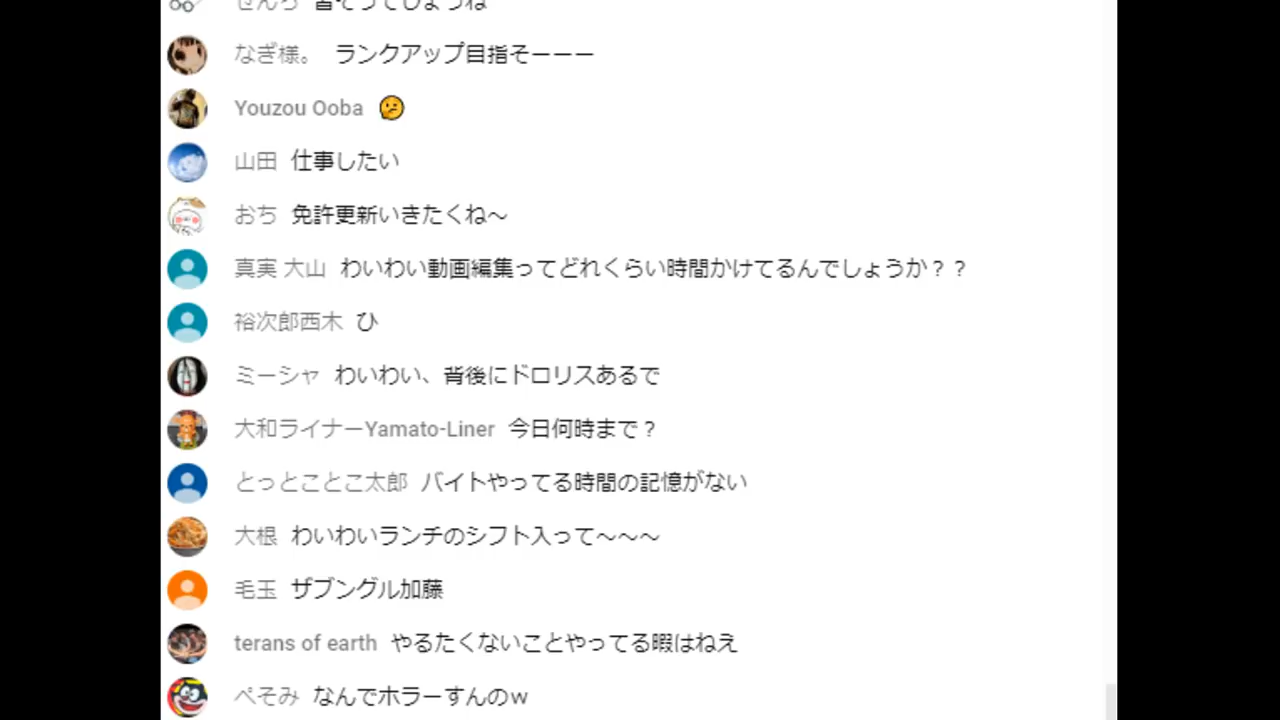 なぎ様。 ランクアップ目指そーーー
Youzou Ooba
山田 仕事したい
おち 免許更新いきたくね～
真実 大山 わいわい動画編集ってどれくらい時間かけてるんでしょうか？？
裕次郎西木 ひ
ミーシャ わいわい、背後にドロリスあるで
大和ライナーYamato-Liner 今日何時まで？
とっとことこ太郎 バイトやってる時間の記憶がない
大根 わいわいランチのシフト入って～～～
毛玉 ザブングル加藤
terans of earth やるたくないことやってる暇はねえ
ぺそみ なんでホラーすんのｗ